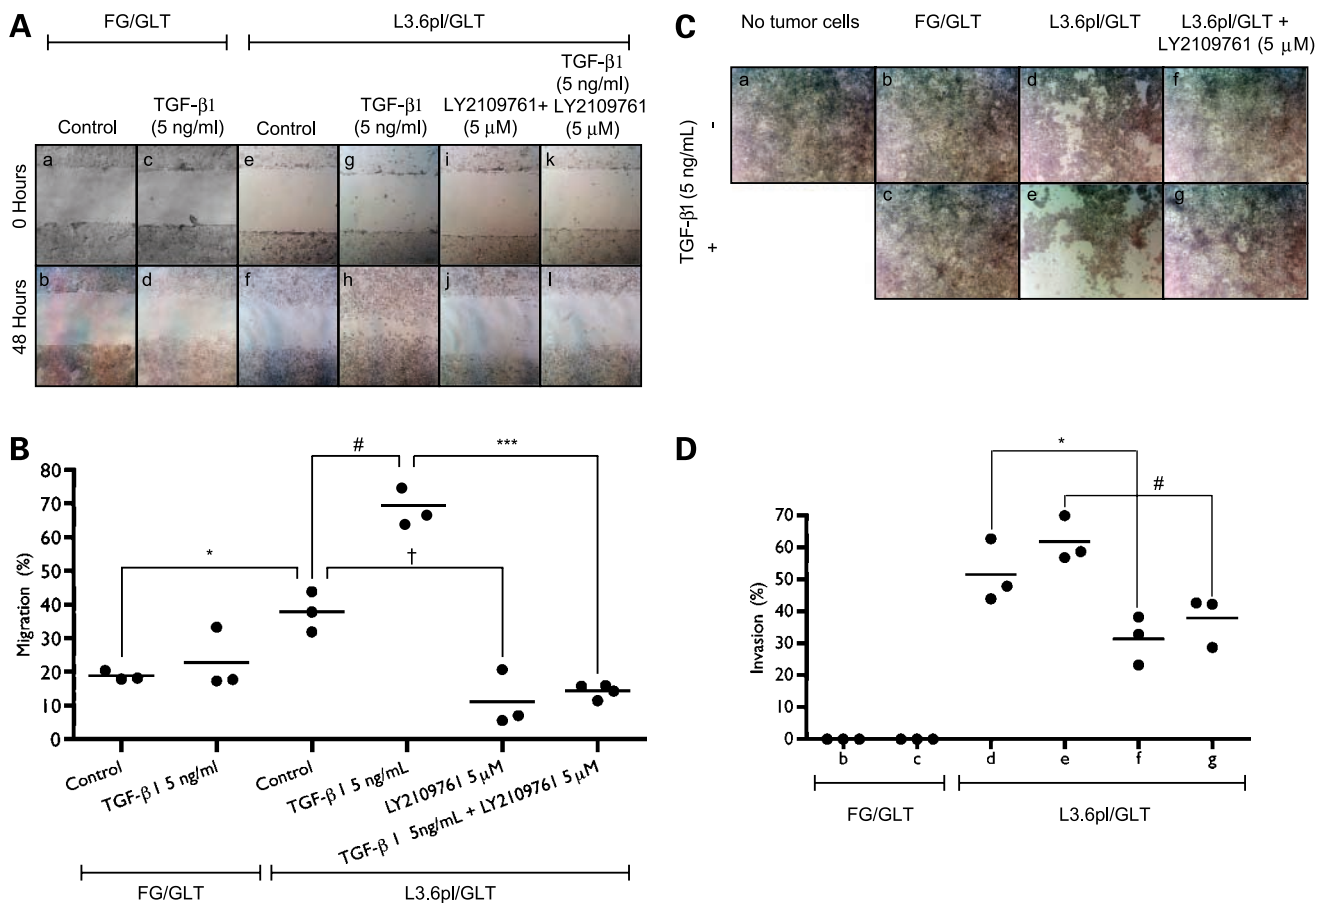 A
FG/GLT
L3.6pl/GLT
Control
TGF-β1
(5 ng/ml)
Control
TGF-β1
(5 ng/ml)
LY2109761+
(5 µM)
TGF-β1
(5 ng/ml)
LY2109761
(5 µM)
0 Hours
a
c
e
g
i
k
48 Hours
b
d
f
h
j
l
B
Migration (%)
80
70
60
50
40
30
20
10
0
*
#
***
†
Control
TGF-β1 5 ng/ml
Control
TGF-β1 5 ng/mL
LY2109761 5µM
TGF-β1 5ng/mL + LY2109761 5µM
FG/GLT
L3.6pl/GLT
C
No tumor cells
FG/GLT
L3.6pl/GLT
L3.6pl/GLT +
LY2109761 (5 µM)
TGF-β1 (5 ng/mL)
-
+
a
b
d
f
c
e
g
D
Invasion (%)
70
60
50
40
30
20
10
0
*
#
b
c
d
e
f
g
FG/GLT
L3.6pl/GLT